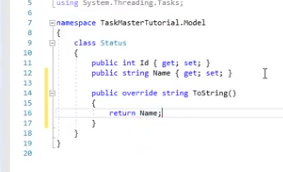 5 using System.Threading.Tasks;
6
7 namespace TaskMasterTutorial.Model
8 {
9 class Status
10 {
11 public int Id { get; set; }
12 public string Name { get; set; }
13
14 public override string ToString()
15 {
16 return Name;
17 }
18 }
19 }
20